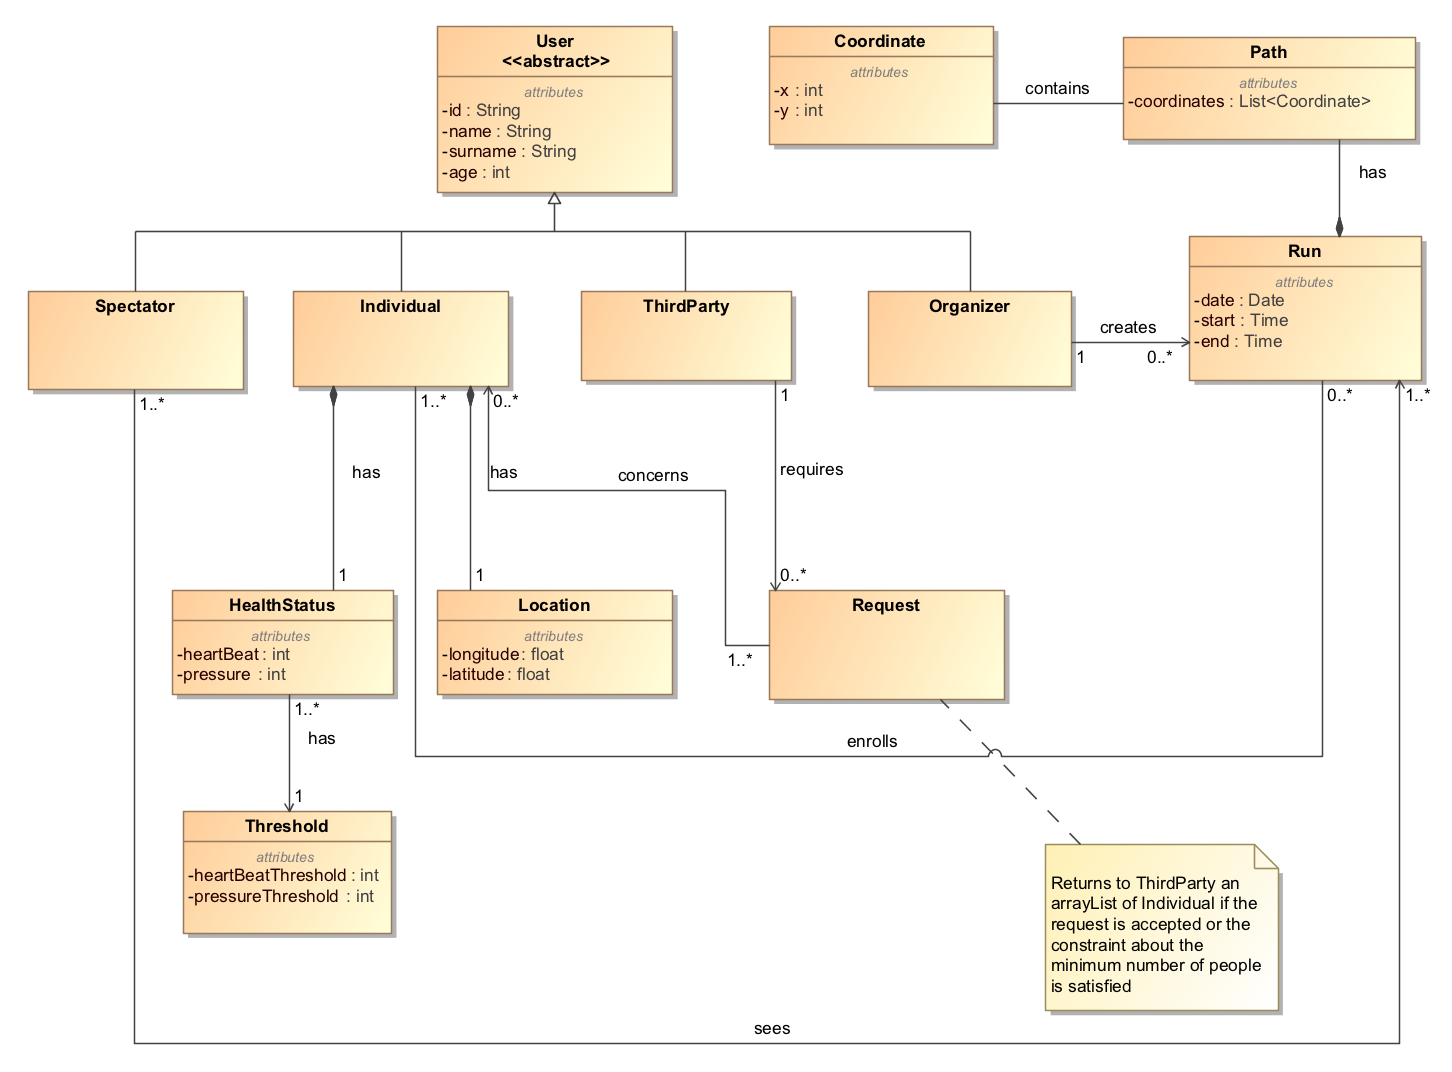 User
<<abstract>>
attributes
-id : String
-name : String
-surname : String
-age : int
Coordinate
attributes
-x : int
-y : int
contains
Path
attributes
-coordinates : List<Coordinate>
has
Run
attributes
-date : Date
-start : Time
-end : Time
Spectator
Individual
ThirdParty
Organizer
creates
1
0..*
1..*
1..*
0..*
1
0..*
1..*
has
has
concerns
requires
1
1
0..*
HealthStatus
attributes
-heartBeat : int
-pressure : int
Location
attributes
-longitude : float
-latitude : float
Request
1..*
1..*
has
enrolls
1
Threshold
attributes
-heartBeatThreshold : int
-pressureThreshold : int
Returns to ThirdParty an
arrayList of Individual if the
request is accepted or the
constraint about the
minimum number of people
is satisfied
sees